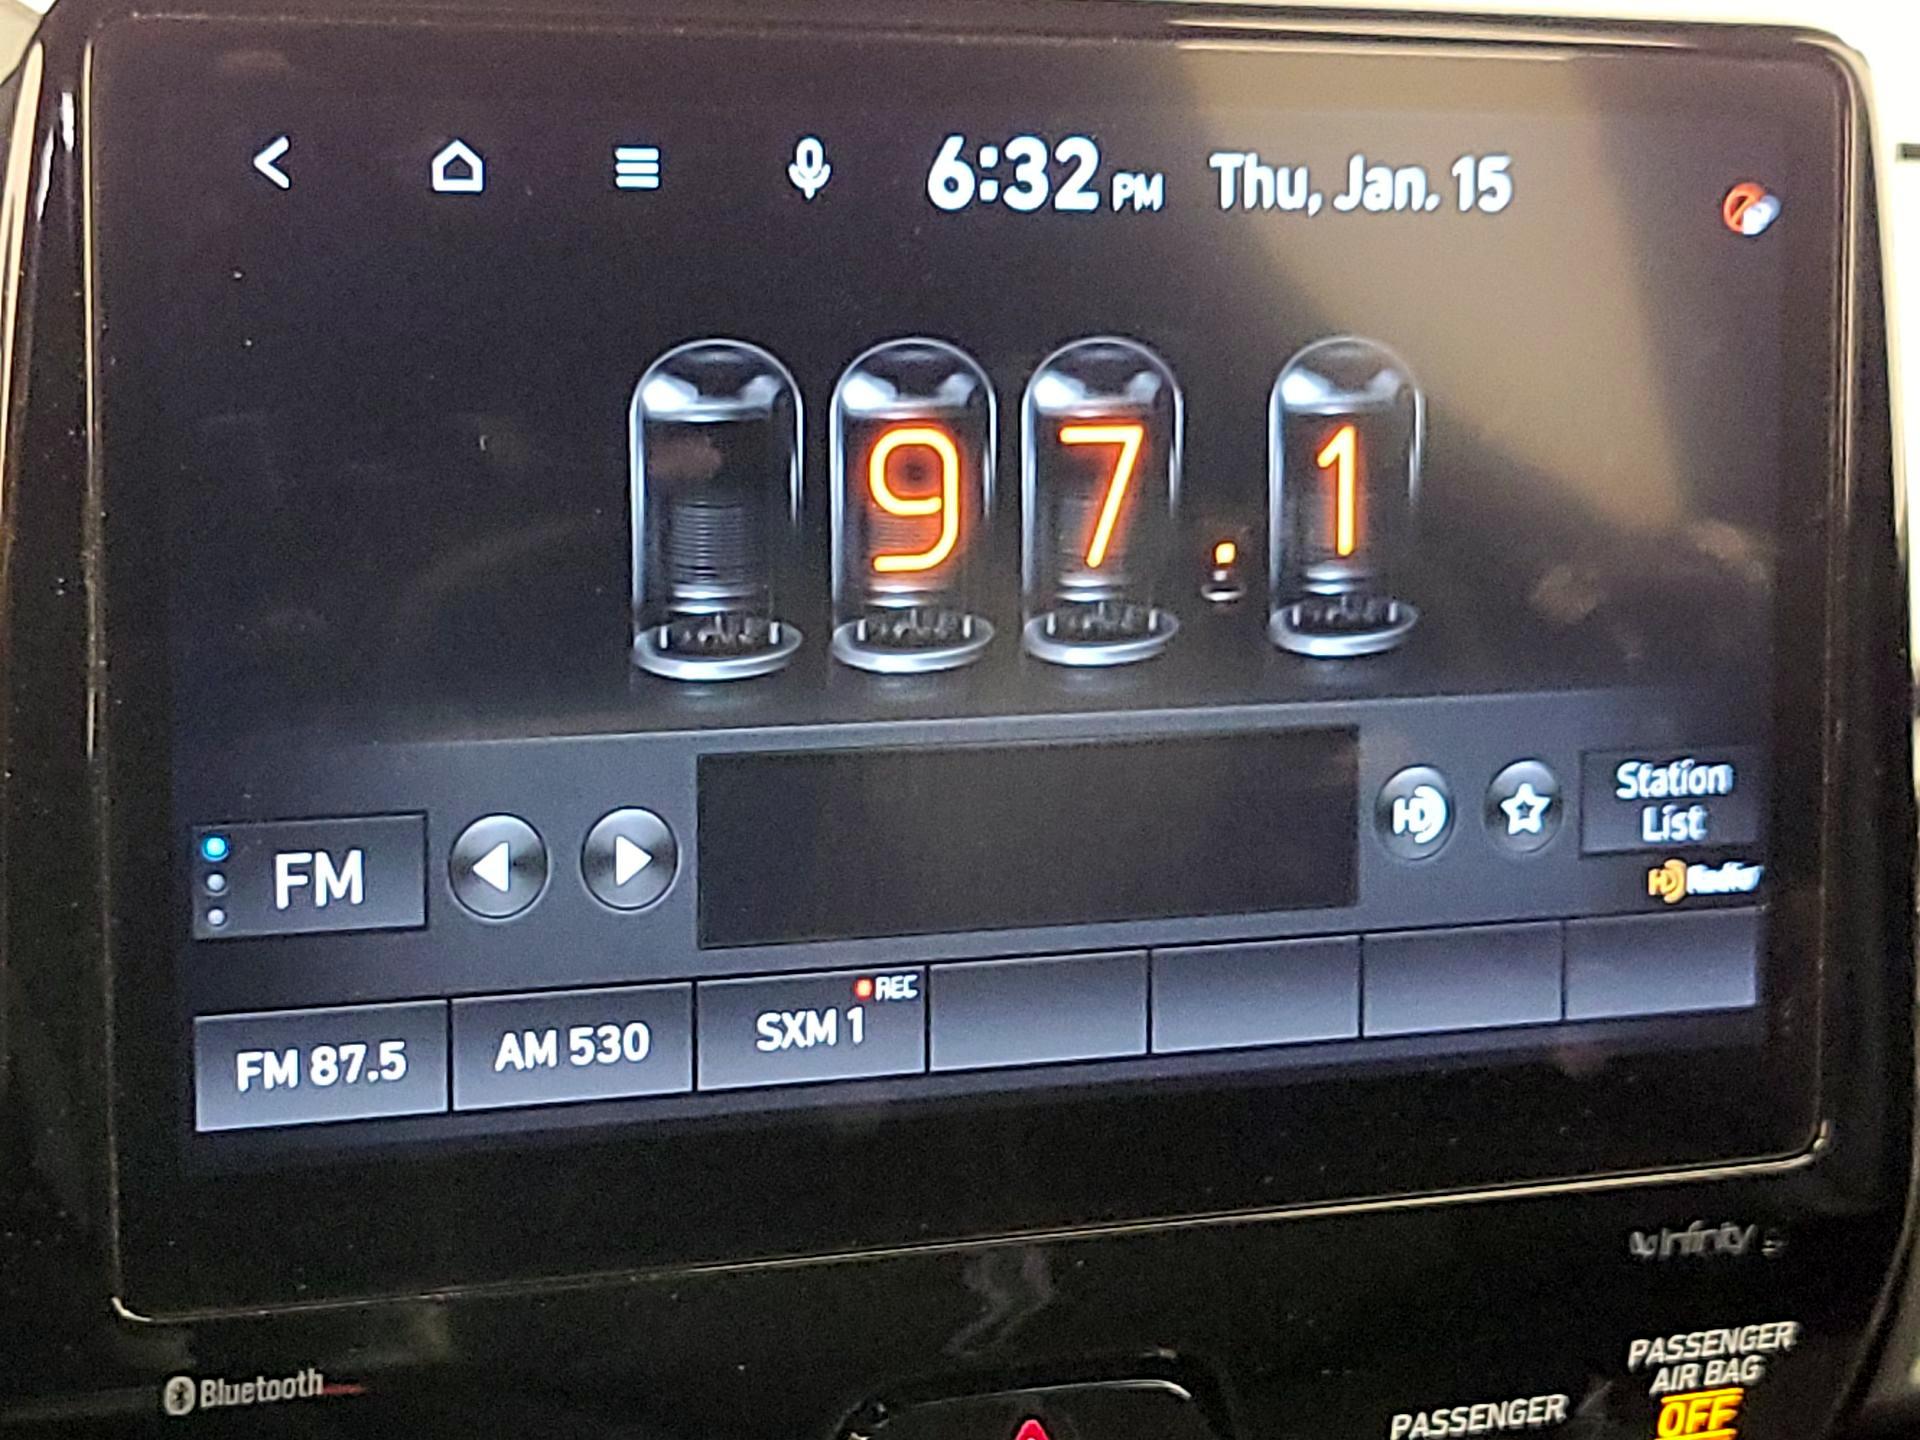 6:32 PM Thu, Jan. 15
97.1
Station
List
HD
FM
HD Radio
REC
FM 87.5
AM 530
SXM 1
Infinity
Bluetooth
PASSENGER
AIR BAG
OFF
PASSENGER